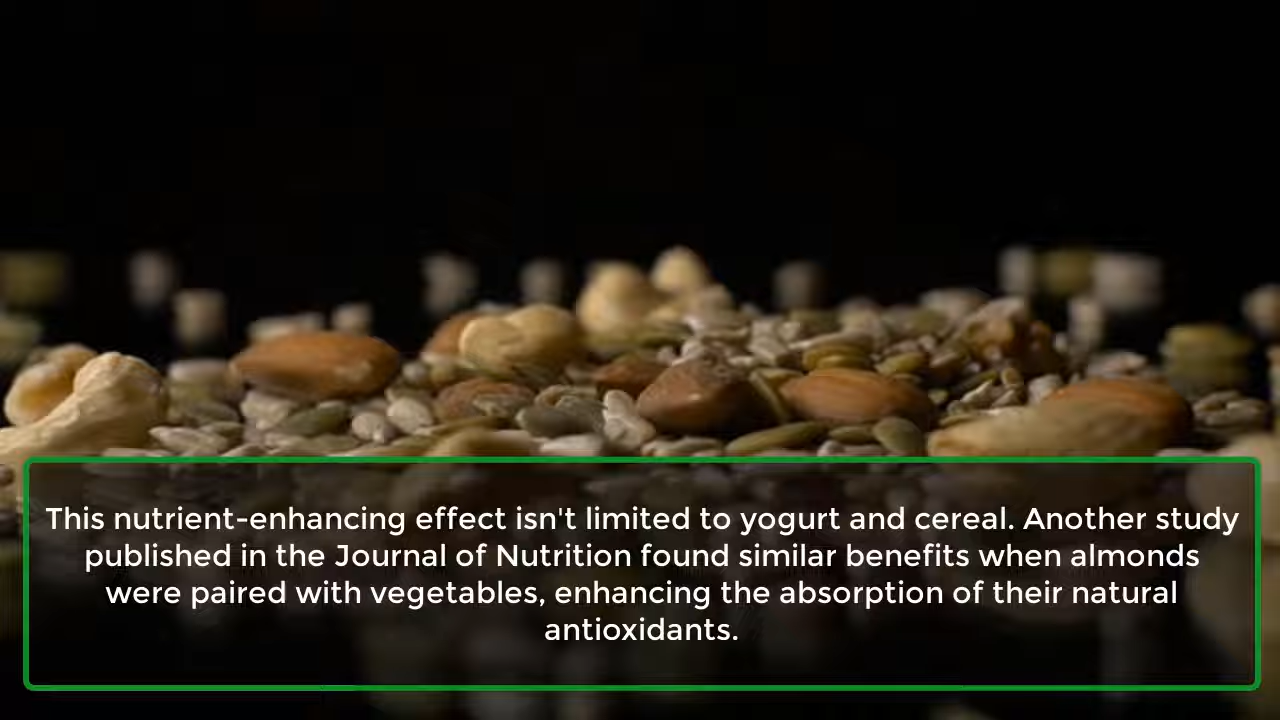 This nutrient-enhancing effect isn't limited to yogurt and cereal. Another study
published in the Journal of Nutrition found similar benefits when almonds
were paired with vegetables, enhancing the absorption of their natural
antioxidants.